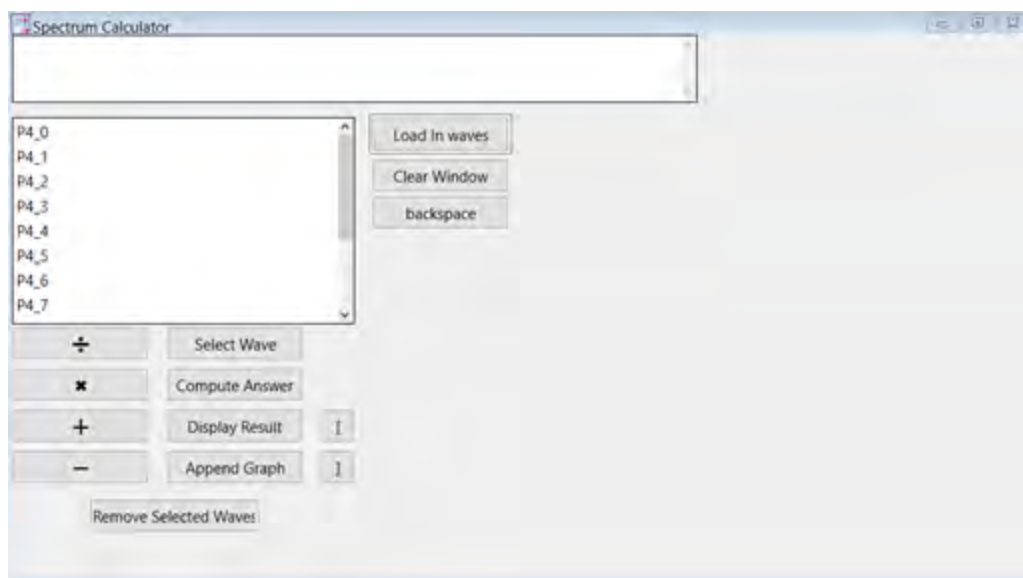 Spectrum Calculator
P4_0
P4_1
P4_2
P4_3
P4_4
P4_5
P4_6
P4_7
Load In waves
Clear Window
backspace
÷ Select Wave
× Compute Answer
+ Display Result I
− Append Graph I
Remove Selected Waves